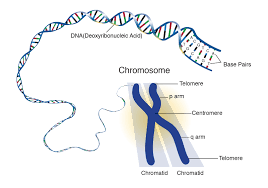 DNA(Deoxyribonucleic Acid)
Base Pairs
Chromosome
Telomere
p arm
Centromere
q arm
Telomere
Chromatid Chromatid